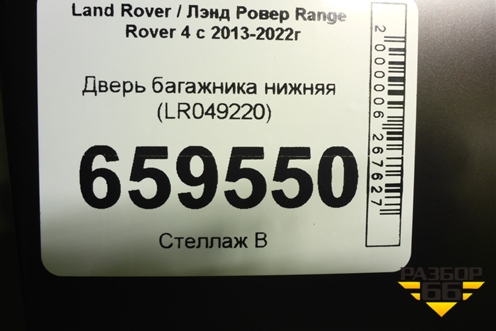 Land Rover / Лэнд Ровер Range
Rover 4 с 2013-2022г
Дверь багажника нижняя
(LR049220)
659550
Стеллаж В
2000006267627
РАЗБОР
66